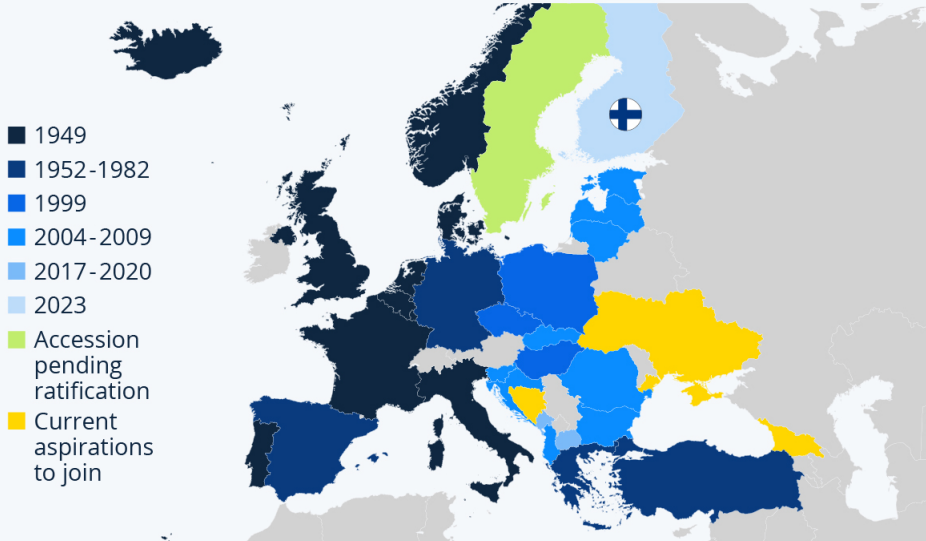 1949
1952-1982
1999
2004-2009
2017-2020
2023
Accession
pending
ratification
Current
aspirations
to join